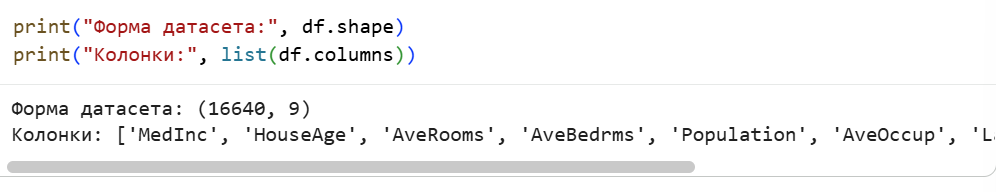 print("Форма датасета:", df.shape)
print("Колонки:", list(df.columns))
Форма датасета: (16640, 9)
Колонки: ['MedInc', 'HouseAge', 'AveRooms', 'AveBedrms', 'Population', 'AveOccup', 'La